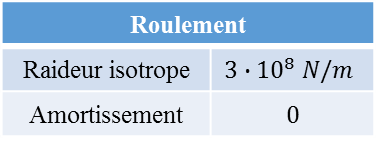 Roulement
Raideur isotrope 3 · 10⁸ N/m
Amortissement 0